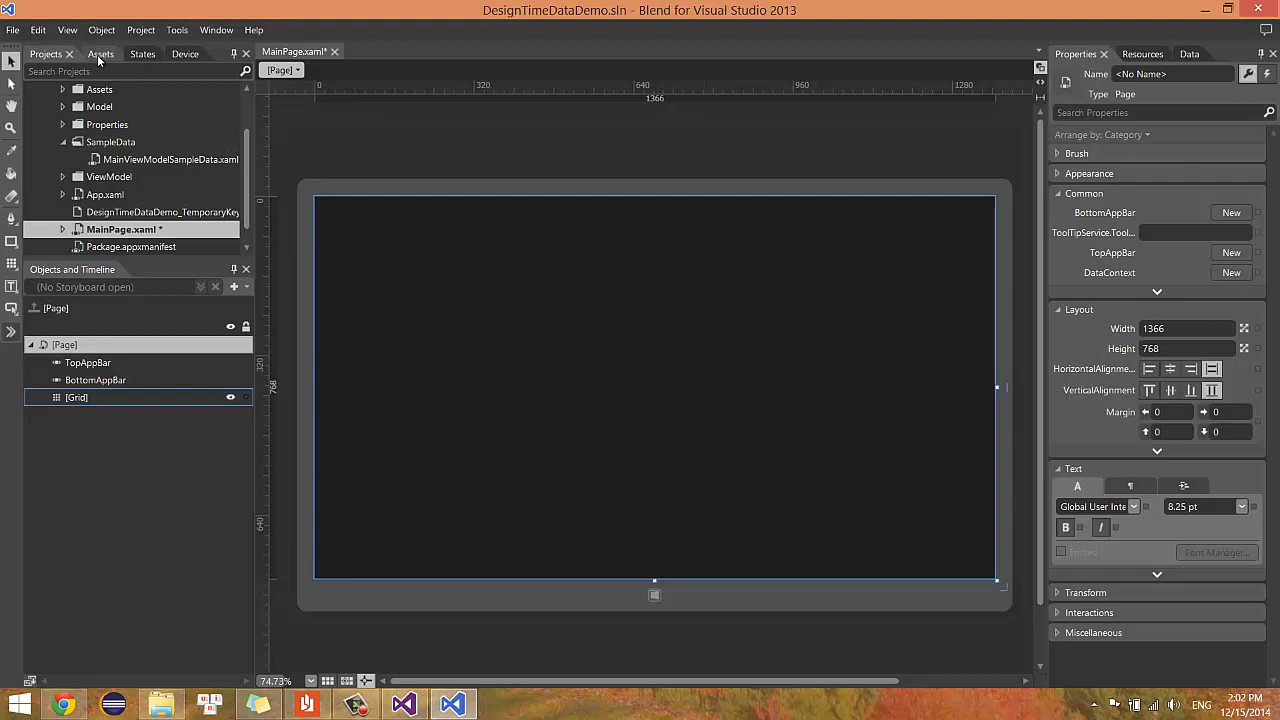 DesignTimeDataDemo.sln - Blend for Visual Studio 2013
File Edit View Object Project Tools Window Help
Projects Assets States Device
Search Projects
Assets
Model
Properties
SampleData
MainViewModelSampleData.xaml
ViewModel
App.xaml
DesignTimeDataDemo_TemporaryKey
MainPage.xaml *
Package.appxmanifest
Objects and Timeline
(No Storyboard open)
[Page]
[Page]
TopAppBar
BottomAppBar
[Grid]
MainPage.xaml*
[Page]
0 320 640 960 1280
1366
0
320
768
640
74.73%
Properties Resources Data
Name <No Name>
Type Page
Search Properties
Arrange by: Category
Brush
Appearance
Common
BottomAppBar New
ToolTipService.Tool...
TopAppBar New
DataContext New
Layout
Width 1366
Height 768
HorizontalAlignme...
VerticalAlignment
Margin 0 0
0 0
Text
A ¶
Global User Inte 8.25 pt
B I
Embed Font Manager...
Transform
Interactions
Miscellaneous
ENG
2:02 PM
12/15/2014